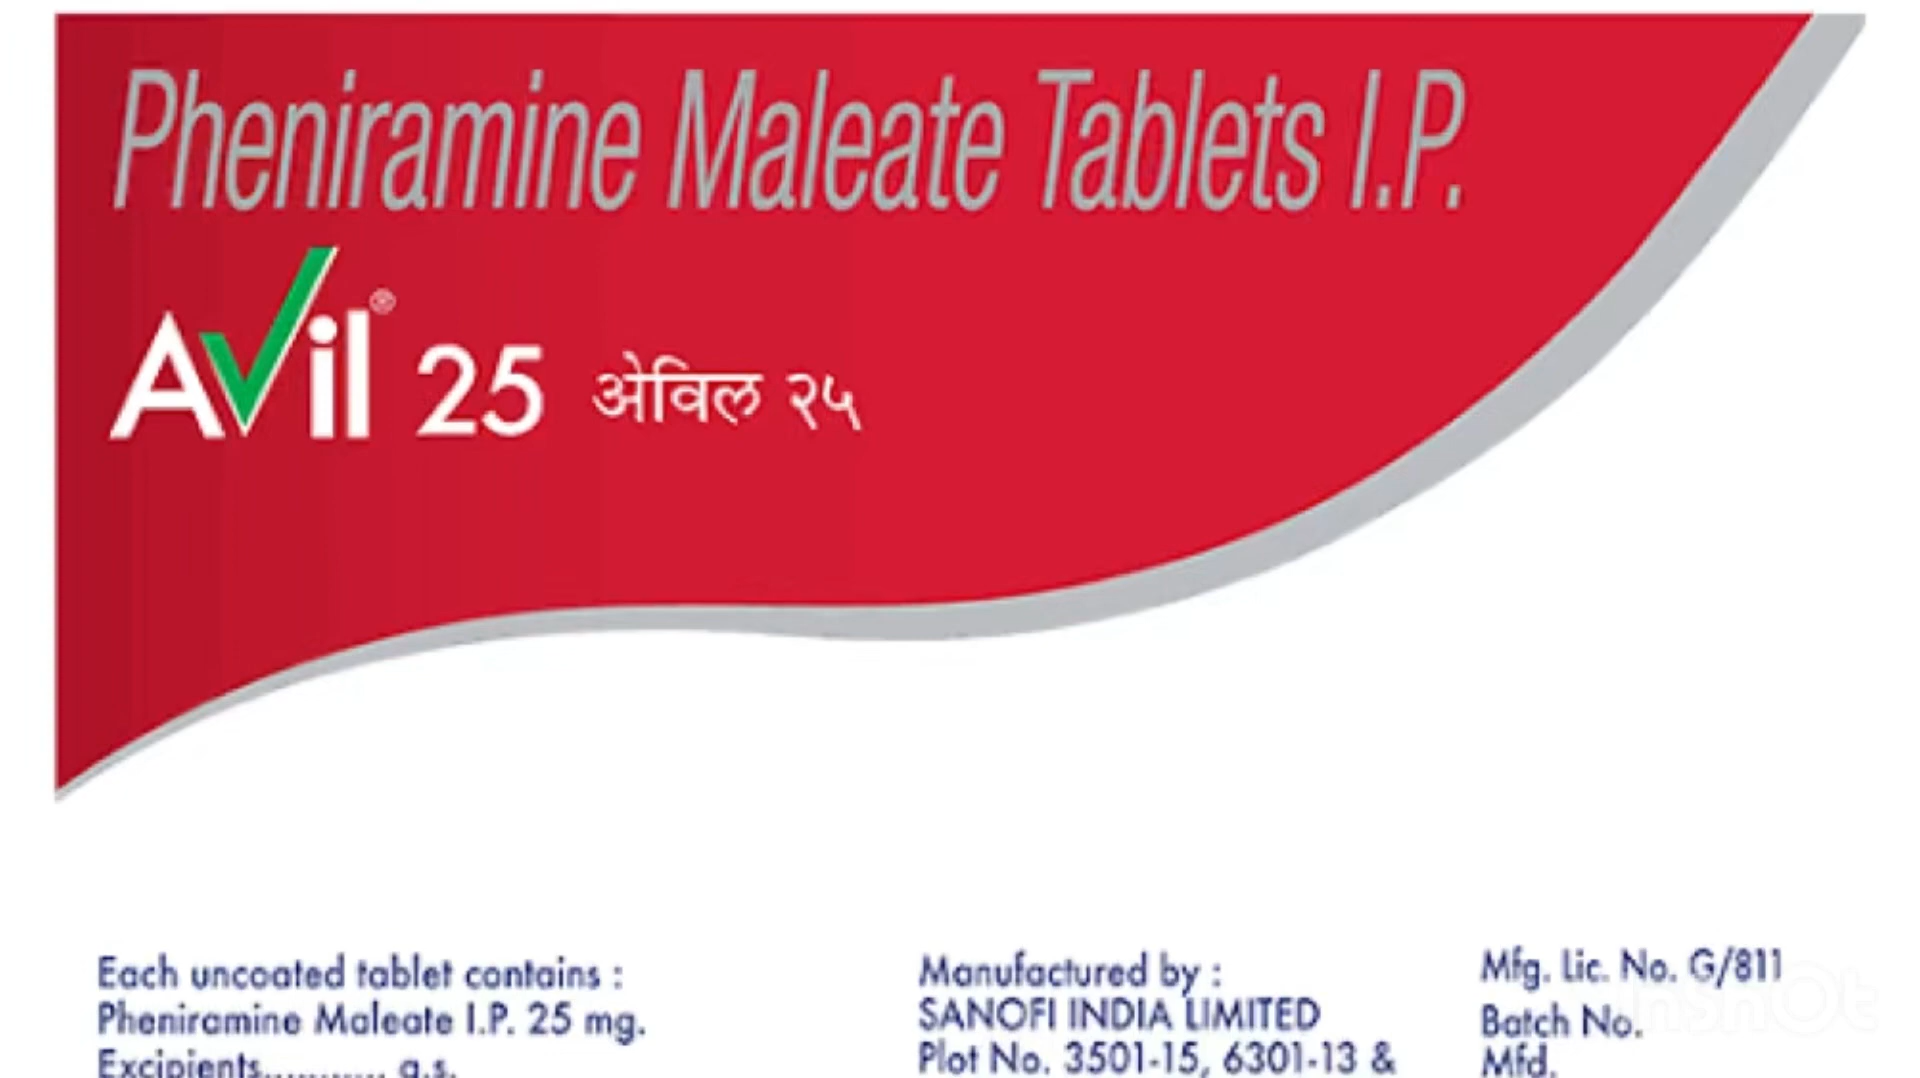 Pheniramine Maleate Tablets I.P.
Avil® 25 अेविल २५
Each uncoated tablet contains :
Pheniramine Maleate I.P. 25 mg.
Excipients............ q.s.
Manufactured by :
SANOFI INDIA LIMITED
Plot No. 3501-15, 6301-13 &
Mfg. Lic. No. G/811
Batch No.
Mfd.
InShOt